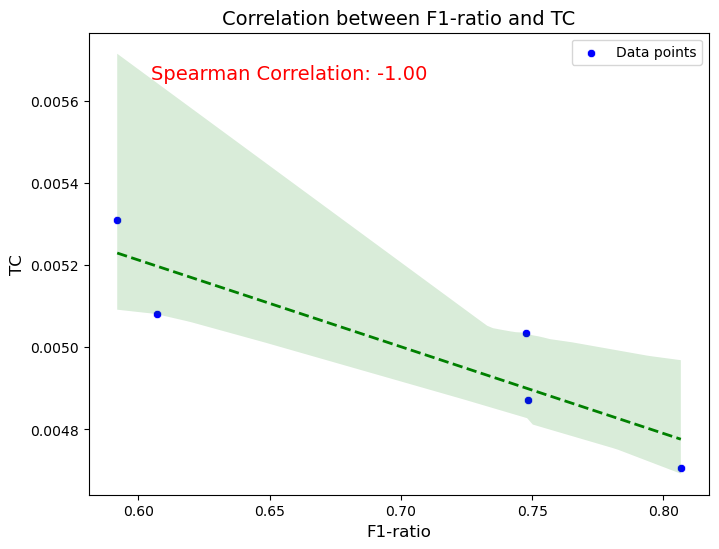 Correlation between F1-ratio and TC
Spearman Correlation: -1.00
Data points
0.0056
0.0054
0.0052
0.0050
0.0048
TC
0.60 0.65 0.70 0.75 0.80
F1-ratio